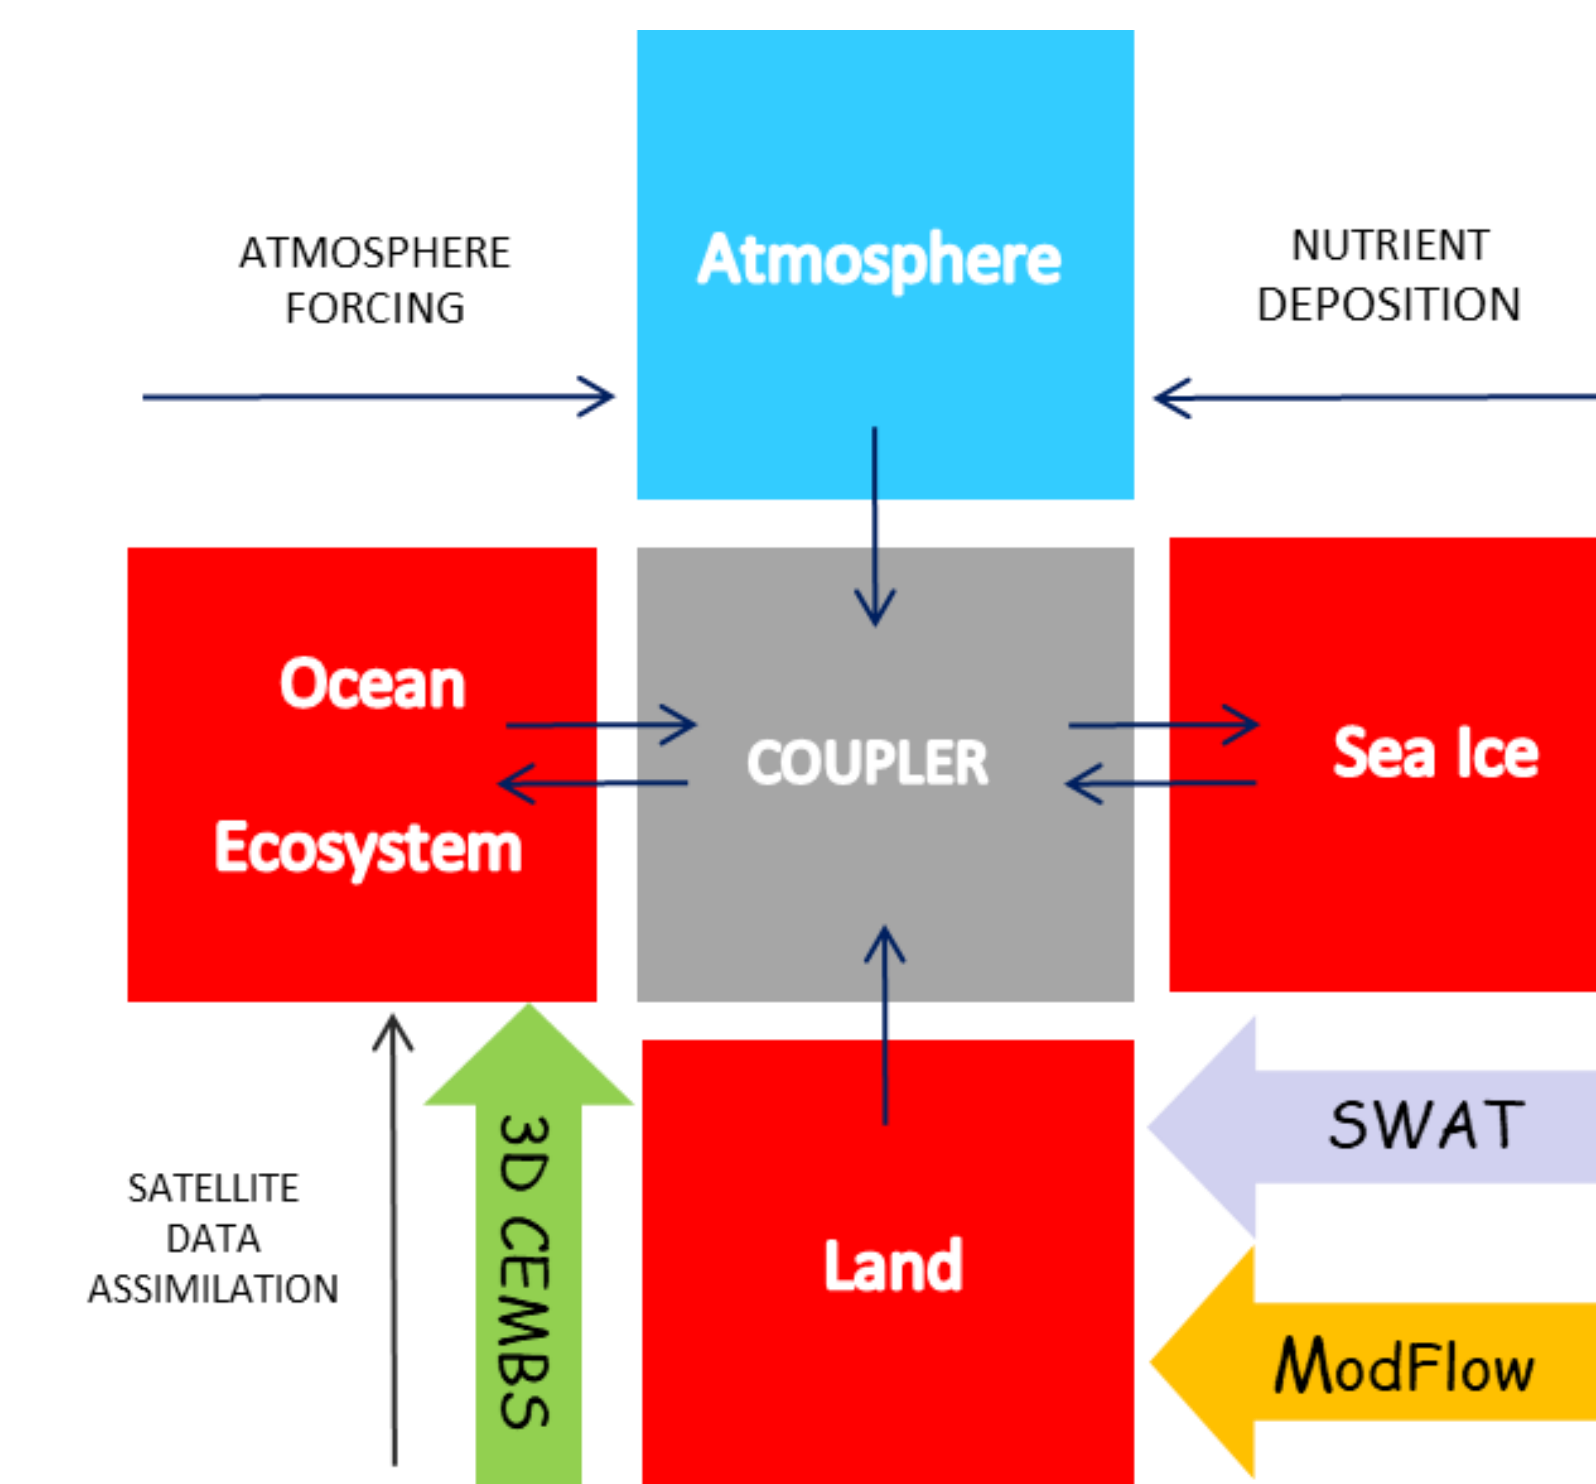 Atmosphere
ATMOSPHERE
FORCING
NUTRIENT
DEPOSITION
Ocean
Ecosystem
COUPLER
Sea Ice
SATELLITE
DATA
ASSIMILATION
3D CEMBS
Land
SWAT
ModFlow